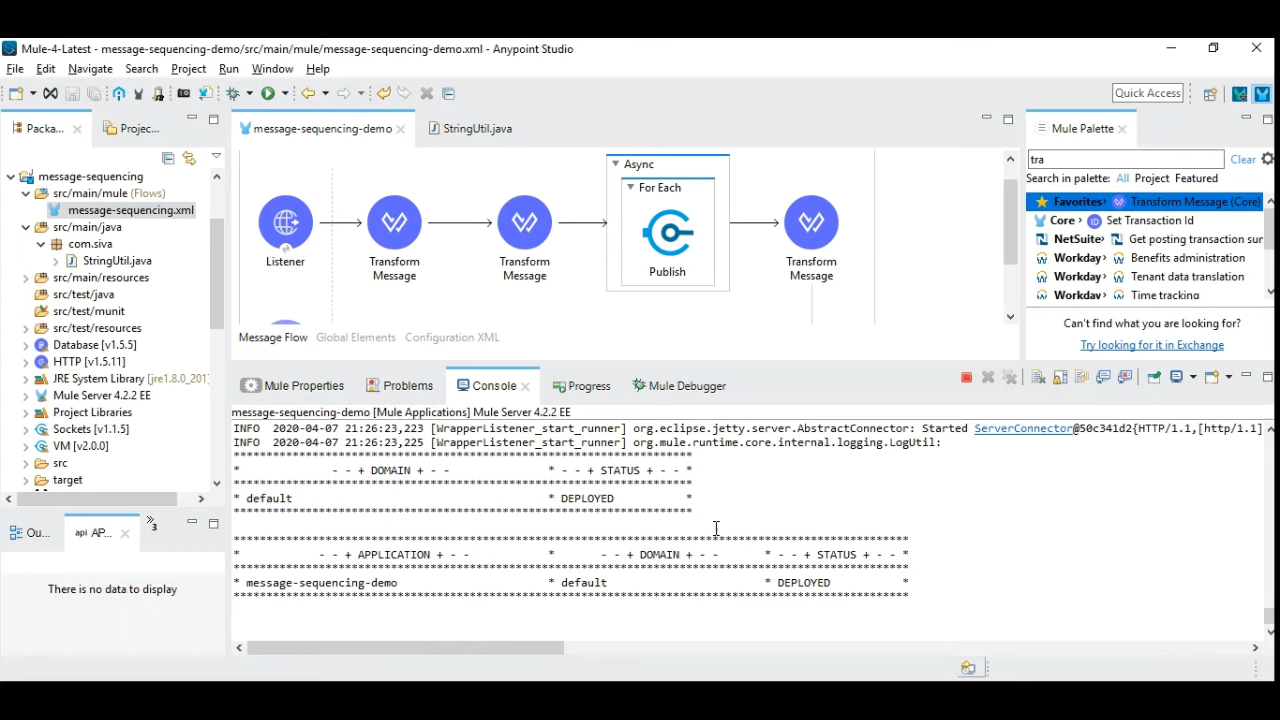 Mule-4-Latest - message-sequencing-demo/src/main/mule/message-sequencing-demo.xml - Anypoint Studio
File Edit Navigate Search Project Run Window Help
Quick Access
Packa...
Projec...
message-sequencing-demo
StringUtil.java
Mule Palette
message-sequencing
src/main/mule (Flows)
message-sequencing.xml
src/main/java
com.siva
StringUtil.java
src/main/resources
src/test/java
src/test/munit
src/test/resources
Database [v1.5.5]
HTTP [v1.5.11]
JRE System Library [jre1.8.0_201]
Mule Server 4.2.2 EE
Project Libraries
Sockets [v1.1.5]
VM [v2.0.0]
src
target
Async
For Each
Listener
Transform
Message
Transform
Message
Publish
Transform
Message
Message Flow Global Elements Configuration XML
tra
Clear
Search in palette: All Project Featured
Favorites Transform Message (Core)
Core Set Transaction Id
NetSuite Get posting transaction sur
Workday Benefits administration
Workday Tenant data translation
Workday Time tracking
Can't find what you are looking for?
Try looking for it in Exchange
Ou...
api AP...
3
There is no data to display
Mule Properties
Problems
Console
Progress
Mule Debugger
message-sequencing-demo [Mule Applications] Mule Server 4.2.2 EE
INFO 2020-04-07 21:26:23,223 [WrapperListener_start_runner] org.eclipse.jetty.server.AbstractConnector: Started ServerConnector@50c341d2{HTTP/1.1,[http/1.1]
INFO 2020-04-07 21:26:23,225 [WrapperListener_start_runner] org.mule.runtime.core.internal.logging.LogUtil:
* - - + DOMAIN + - - * - - + STATUS + - - *
* default * DEPLOYED *
* - - + APPLICATION + - - * - - + DOMAIN + - - * - - + STATUS + - - *
* message-sequencing-demo * default * DEPLOYED *